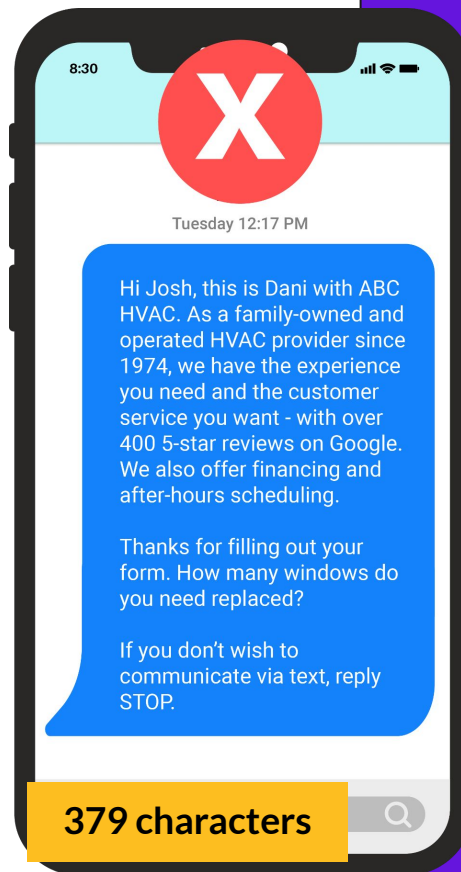 8:30
X
Tuesday 12:17 PM
Hi Josh, this is Dani with ABC
HVAC. As a family-owned and
operated HVAC provider since
1974, we have the experience
you need and the customer
service you want - with over
400 5-star reviews on Google.
We also offer financing and
after-hours scheduling.
Thanks for filling out your
form. How many windows do
you need replaced?
If you don’t wish to
communicate via text, reply
STOP.
379 characters